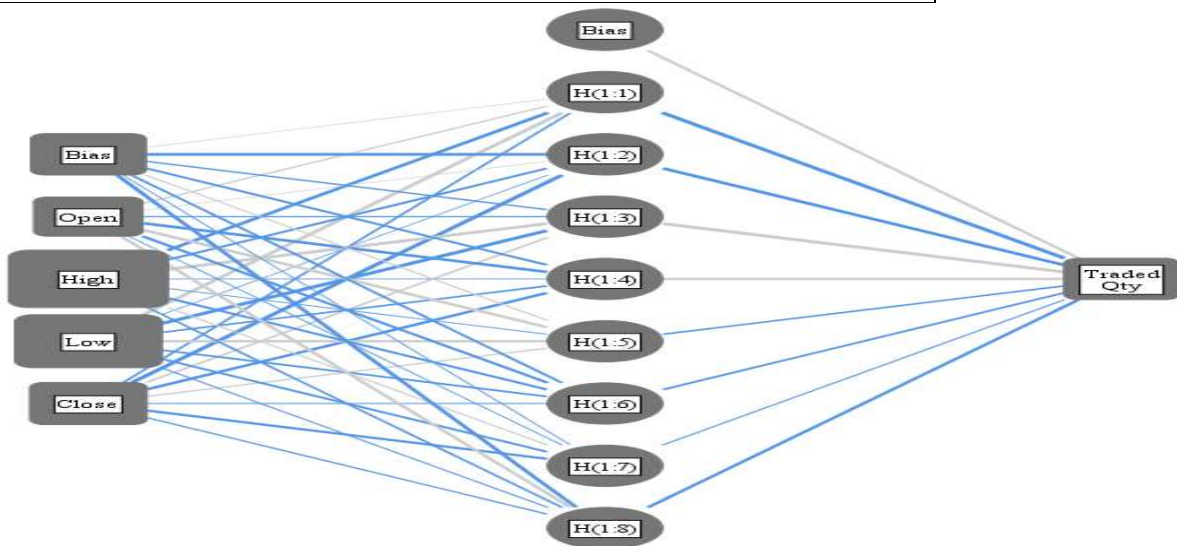 Bias
Open
High
Low
Close
Bias
H(1:1)
H(1:2)
H(1:3)
H(1:4)
H(1:5)
H(1:6)
H(1:7)
H(1:8)
Traded
Qty